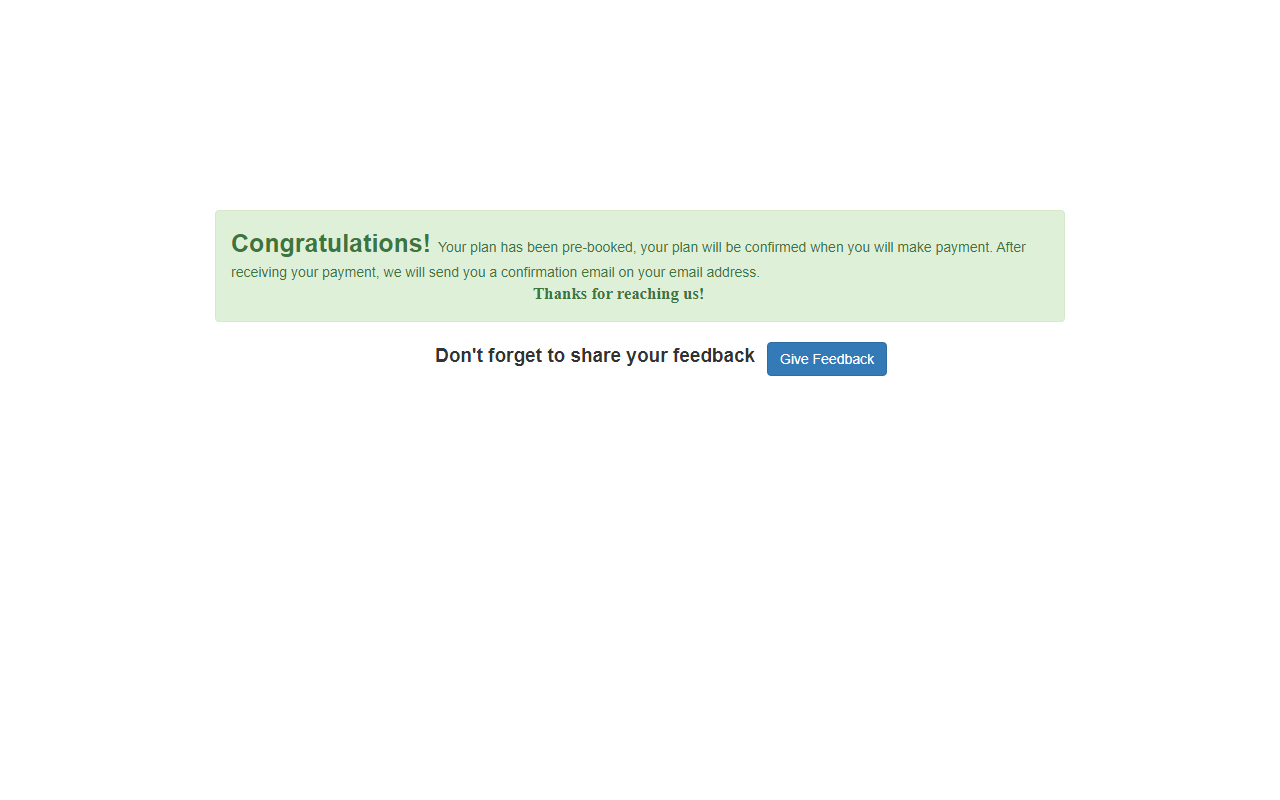 Congratulations! Your plan has been pre-booked, your plan will be confirmed when you will make payment. After
receiving your payment, we will send you a confirmation email on your email address.
Thanks for reaching us!
Don't forget to share your feedback Give Feedback